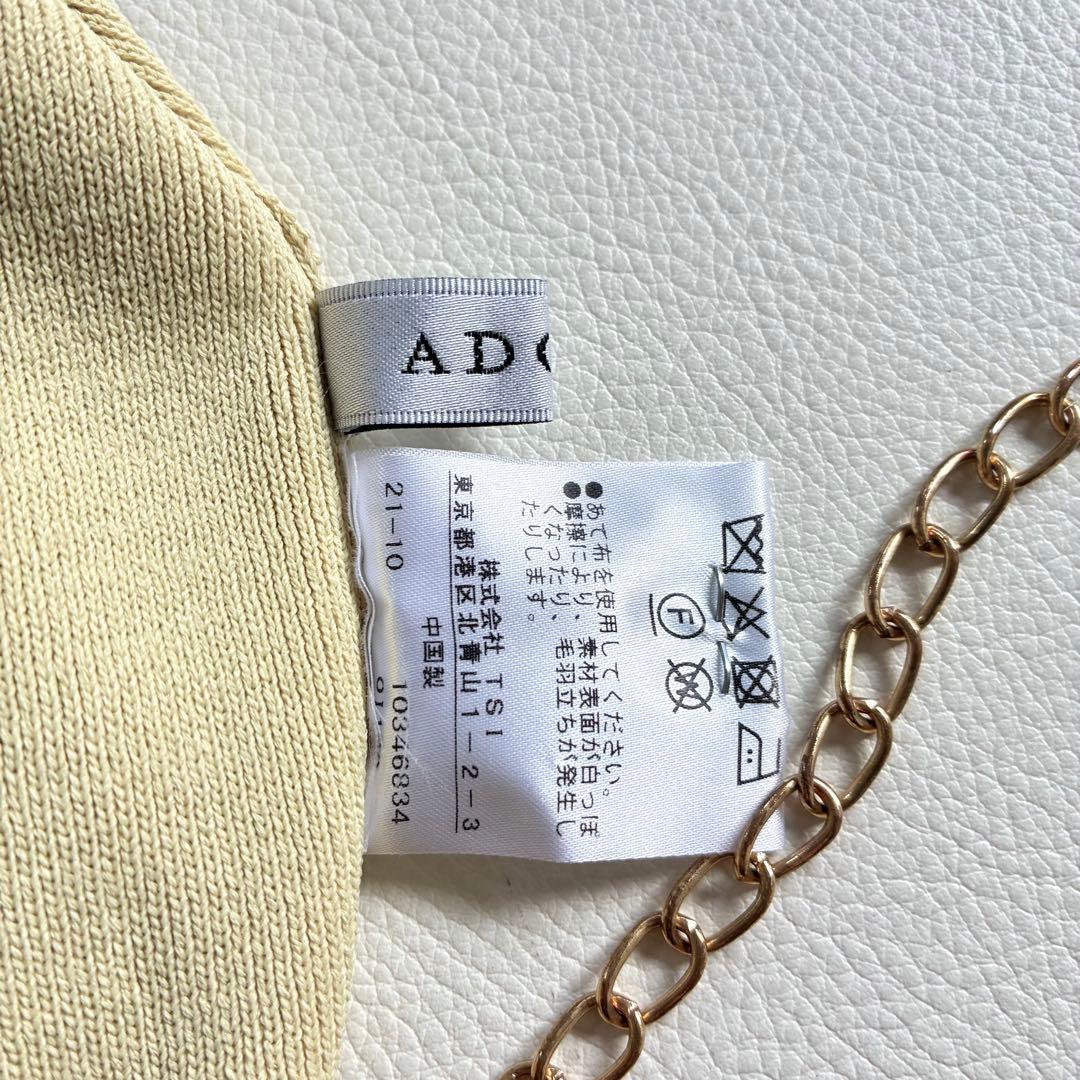 AD
●あて布を使用してください。
●摩擦により、素材表面が白っぽ
くなったり、毛羽立ちが発生し
たりします。
F
W
株式会社 TSI
東京都港区北青山1-2-3
中国製
21-10
10346834